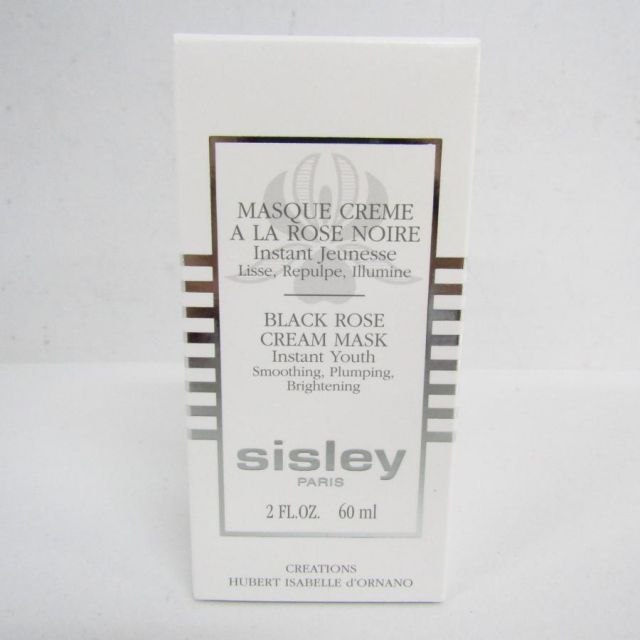 MASQUE CREME
A LA ROSE NOIRE
Instant Jeunesse
Lisse, Repulpe, Illumine
BLACK ROSE
CREAM MASK
Instant Youth
Smoothing, Plumping,
Brightening
sisley
PARIS
2 FL.OZ. 60 ml
CREATIONS
HUBERT ISABELLE d'ORNANO